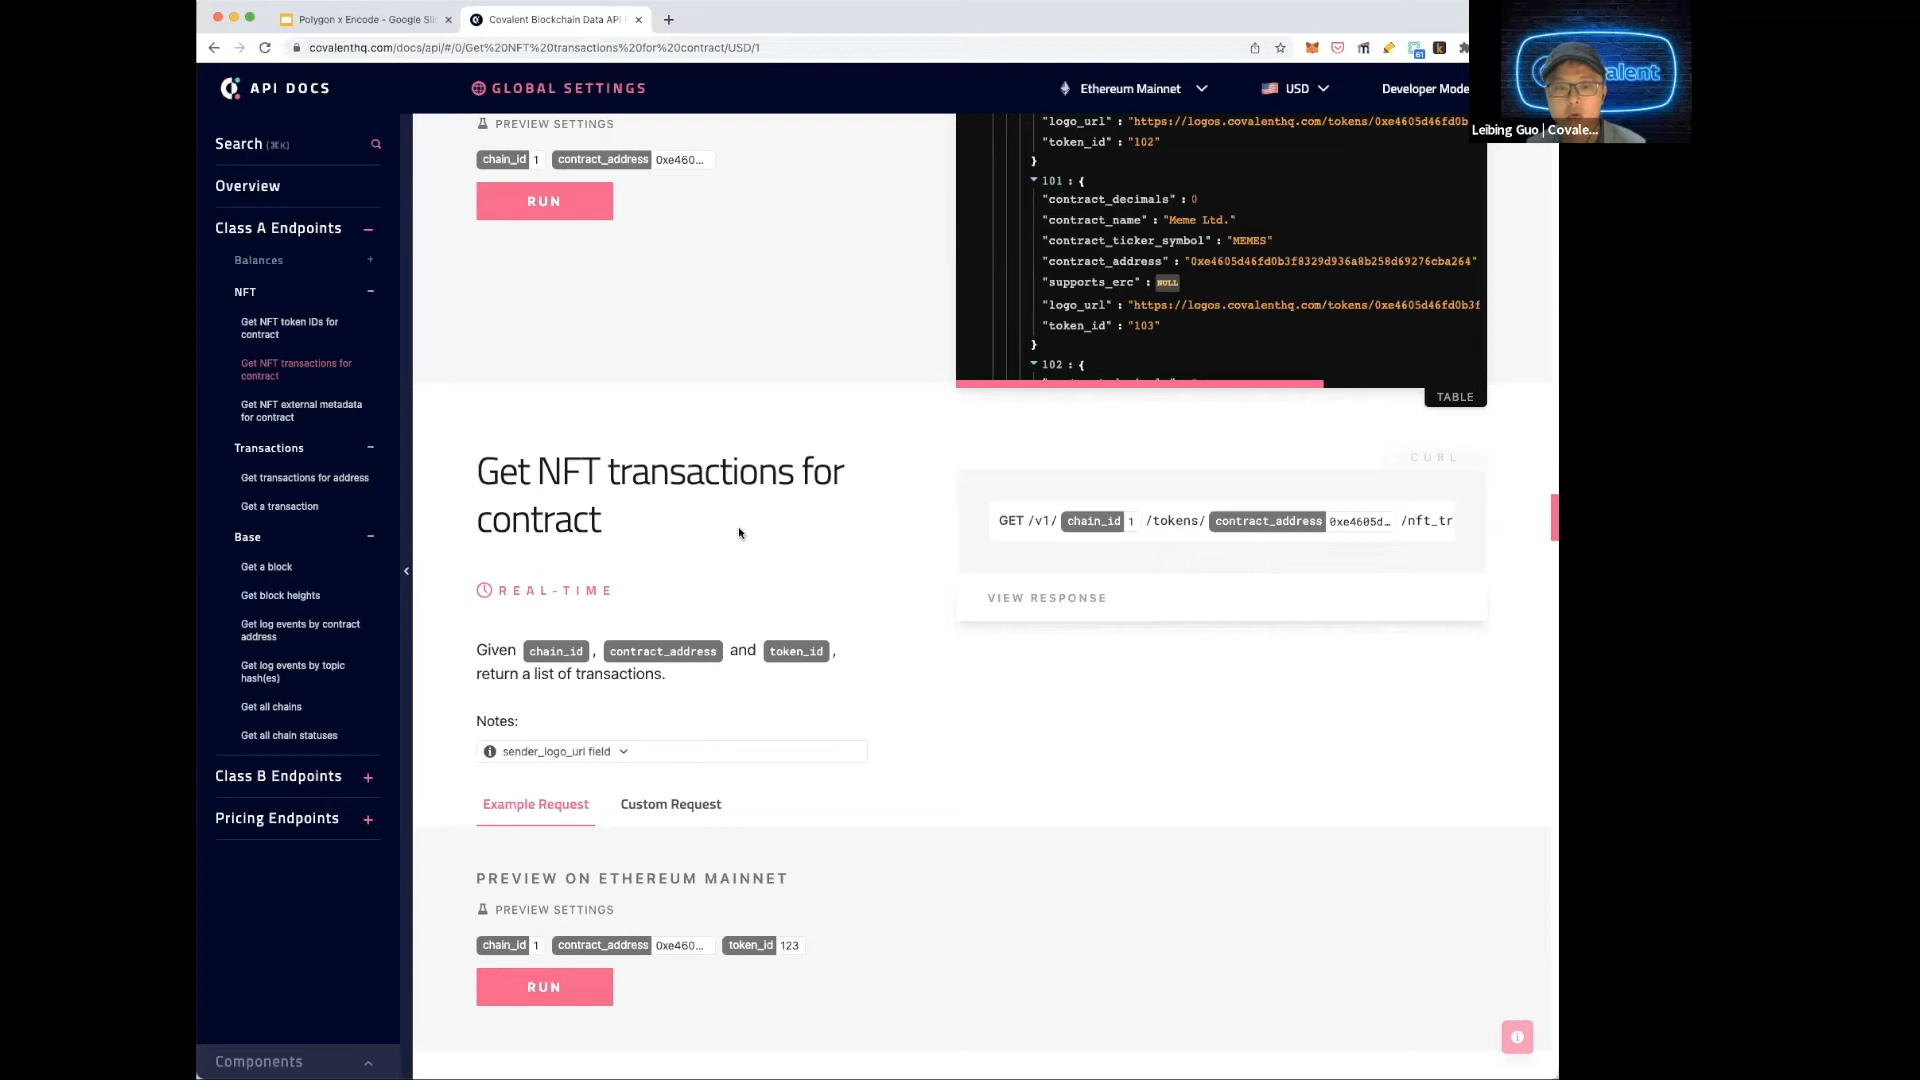 Polygon x Encode - Google Sli
Covalent Blockchain Data API
covalenthq.com/docs/api/#/0/Get%20NFT%20transactions%20for%20contract/USD/1
API DOCS
GLOBAL SETTINGS
Ethereum Mainnet
USD
Developer Mode
Leibing Guo | Covale...
Search (⌘K)
Overview
Class A Endpoints
Balances
NFT
Get NFT token IDs for
contract
Get NFT transactions for
contract
Get NFT external metadata
for contract
Transactions
Get transactions for address
Get a transaction
Base
Get a block
Get block heights
Get log events by contract
address
Get log events by topic
hash(es)
Get all chains
Get all chain statuses
Class B Endpoints
Pricing Endpoints
Components
PREVIEW SETTINGS
chain_id 1 contract_address 0xe460...
RUN
"logo_url" : "https://logos.covalenthq.com/tokens/0xe4605d46fd0b
"token_id" : "102"
}
101 : {
"contract_decimals" : 0
"contract_name" : "Meme Ltd."
"contract_ticker_symbol" : "MEMES"
"contract_address" : "0xe4605d46fd0b3f8329d936a8b258d69276cba264"
"supports_erc" : NULL
"logo_url" : "https://logos.covalenthq.com/tokens/0xe4605d46fd0b3f
"token_id" : "103"
}
102 : {
TABLE
Get NFT transactions for
contract
REAL-TIME
Given chain_id , contract_address and token_id ,
return a list of transactions.
Notes:
sender_logo_url field
Example Request Custom Request
CURL
GET /v1/ chain_id 1 /tokens/ contract_address 0xe4605d... /nft_tr
VIEW RESPONSE
PREVIEW ON ETHEREUM MAINNET
PREVIEW SETTINGS
chain_id 1 contract_address 0xe460... token_id 123
RUN